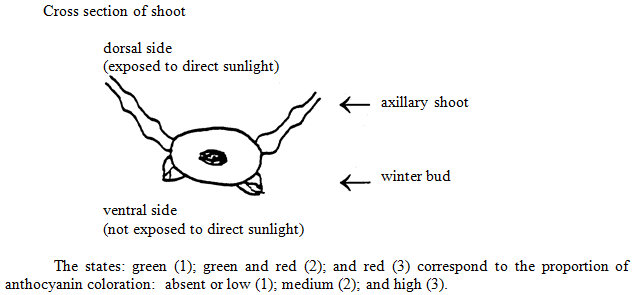 Cross section of shoot
dorsal side
(exposed to direct sunlight)
axillary shoot
winter bud
ventral side
(not exposed to direct sunlight)
The states: green (1); green and red (2); and red (3) correspond to the proportion of
anthocyanin coloration: absent or low (1); medium (2); and high (3).